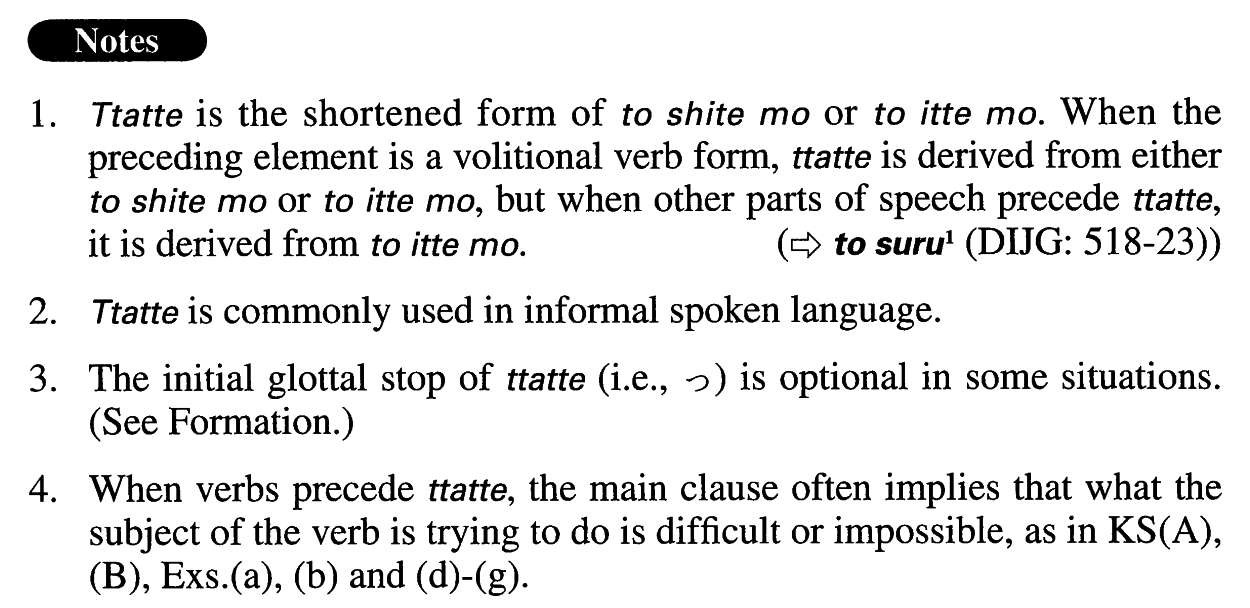 Notes
1. Ttatte is the shortened form of to shite mo or to itte mo. When the
preceding element is a volitional verb form, ttatte is derived from either
to shite mo or to itte mo, but when other parts of speech precede ttatte,
it is derived from to itte mo. (⇨ to suru¹ (DIJG: 518-23))
2. Ttatte is commonly used in informal spoken language.
3. The initial glottal stop of ttatte (i.e., っ) is optional in some situations.
(See Formation.)
4. When verbs precede ttatte, the main clause often implies that what the
subject of the verb is trying to do is difficult or impossible, as in KS(A),
(B), Exs.(a), (b) and (d)-(g).